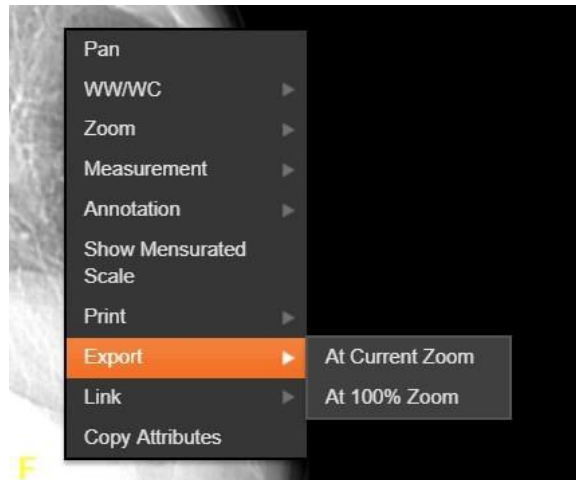 Pan
WW/WC
Zoom
Measurement
Annotation
Show Mensurated
Scale
Print
Export
At Current Zoom
Link
At 100% Zoom
Copy Attributes
F